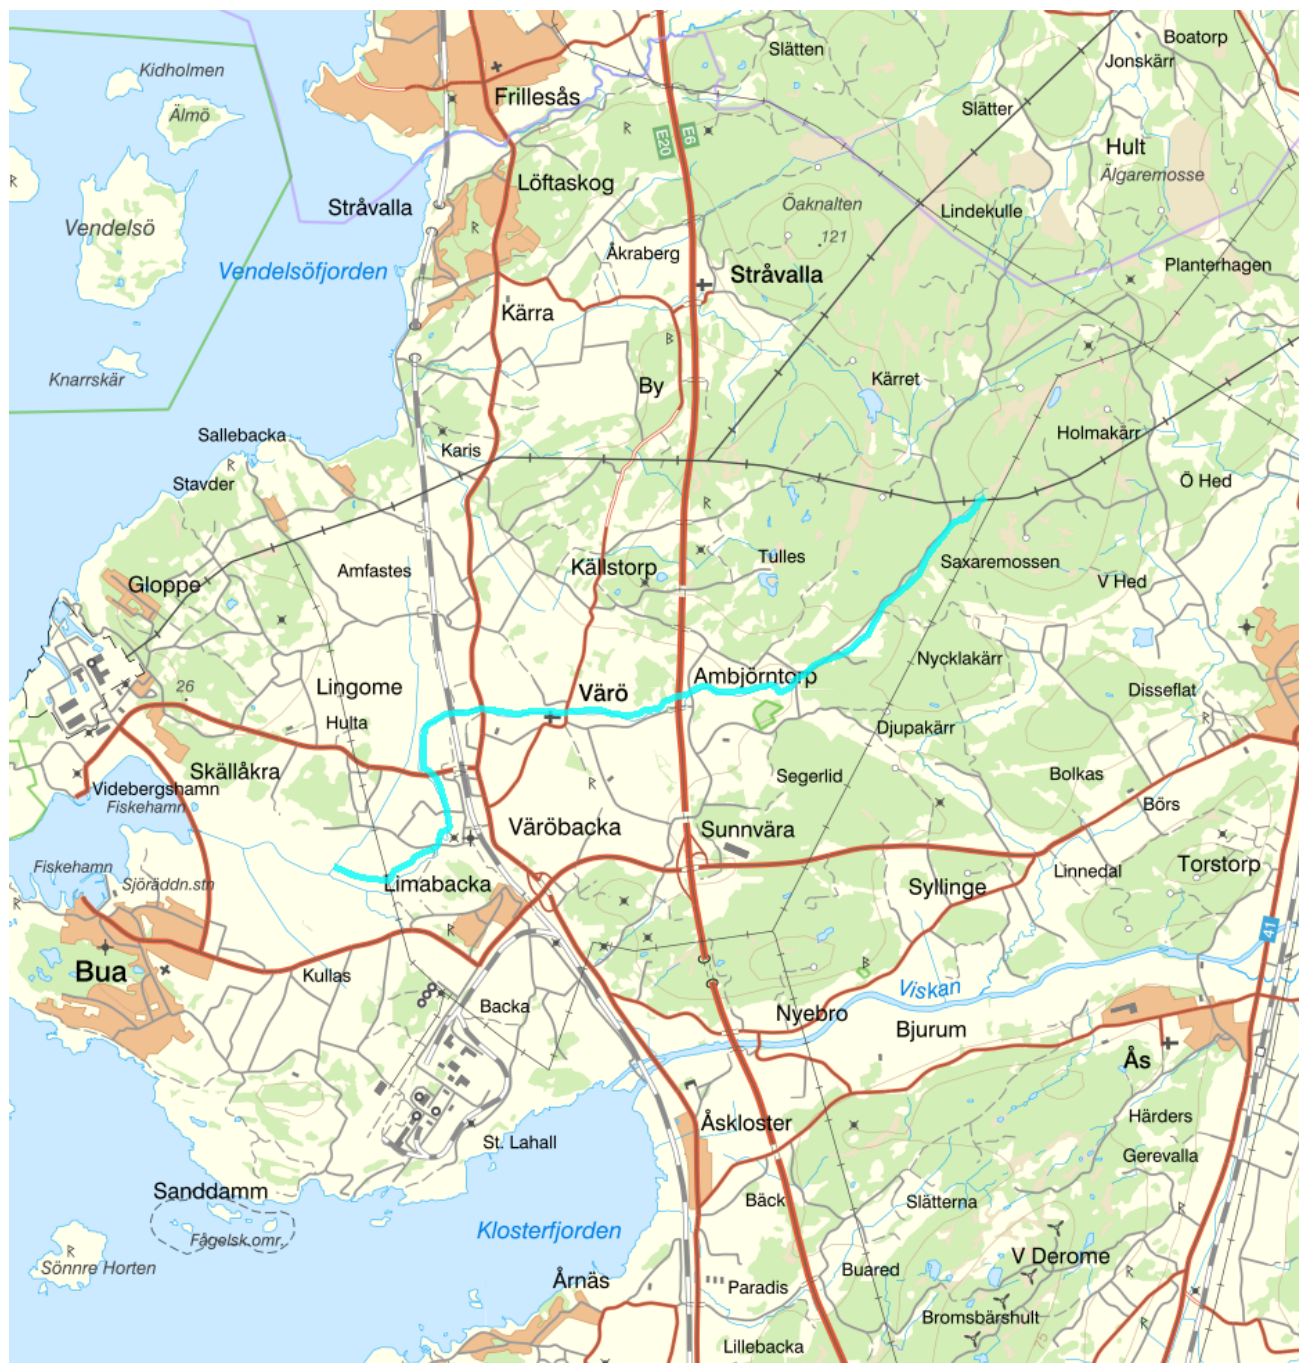 Slätten
Boatorp
Jonskärr
Kidholmen
Frillesås
Älmö
Slätter
R
E20
E6
Hult
Älgaremosse
R
Löftaskog
Öaknalten
Stråvalla
Lindekulle
Vendelsö
R
121
Åkraberg
Planterhagen
Vendelsöfjorden
Stråvalla
Kärra
B
Knarrskär
By
Kärret
Sallebacka
Karis
Holmakärr
R
Stavder
R
Ö Hed
Källstorp
Tulles
Saxaremossen
Amfastes
V Hed
Gloppe
Nycklakärr
Ambjörntorp
26
Lingome
Värö
Disseflat
R
Hulta
Djupakärr
Skällåkra
Segerlid
Bolkas
R
Videbergshamn
Fiskehamn
Börs
Väröbacka
Sunnvära
Fiskehamn
Sjöräddn.stn
Limabacka
Syllinge
Linnedal
Torstorp
R
R
41
Bua
Kullas
B
Viskan
Backa
Nyebro
Bjurum
Ås
Åskloster
Härders
St. Lahall
Gerevalla
Sanddamm
Bäck
Slätterna
R
Klosterfjorden
Fågelsk.omr.
R
V Derome
Sönnre Horten
Buared
R
Årnäs
Paradis
Bromsbärshult
75
R
Lillebacka